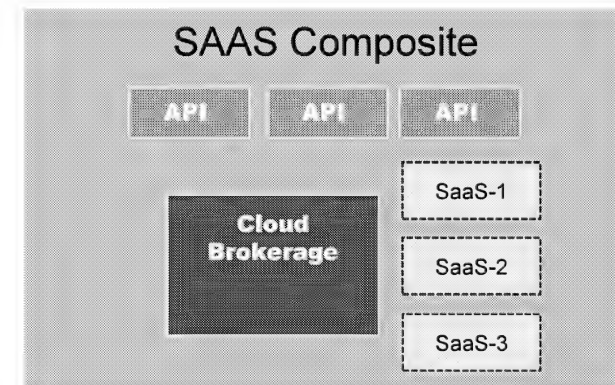 SAAS Composite
API API API
SaaS-1
Cloud
Brokerage
SaaS-2
SaaS-3